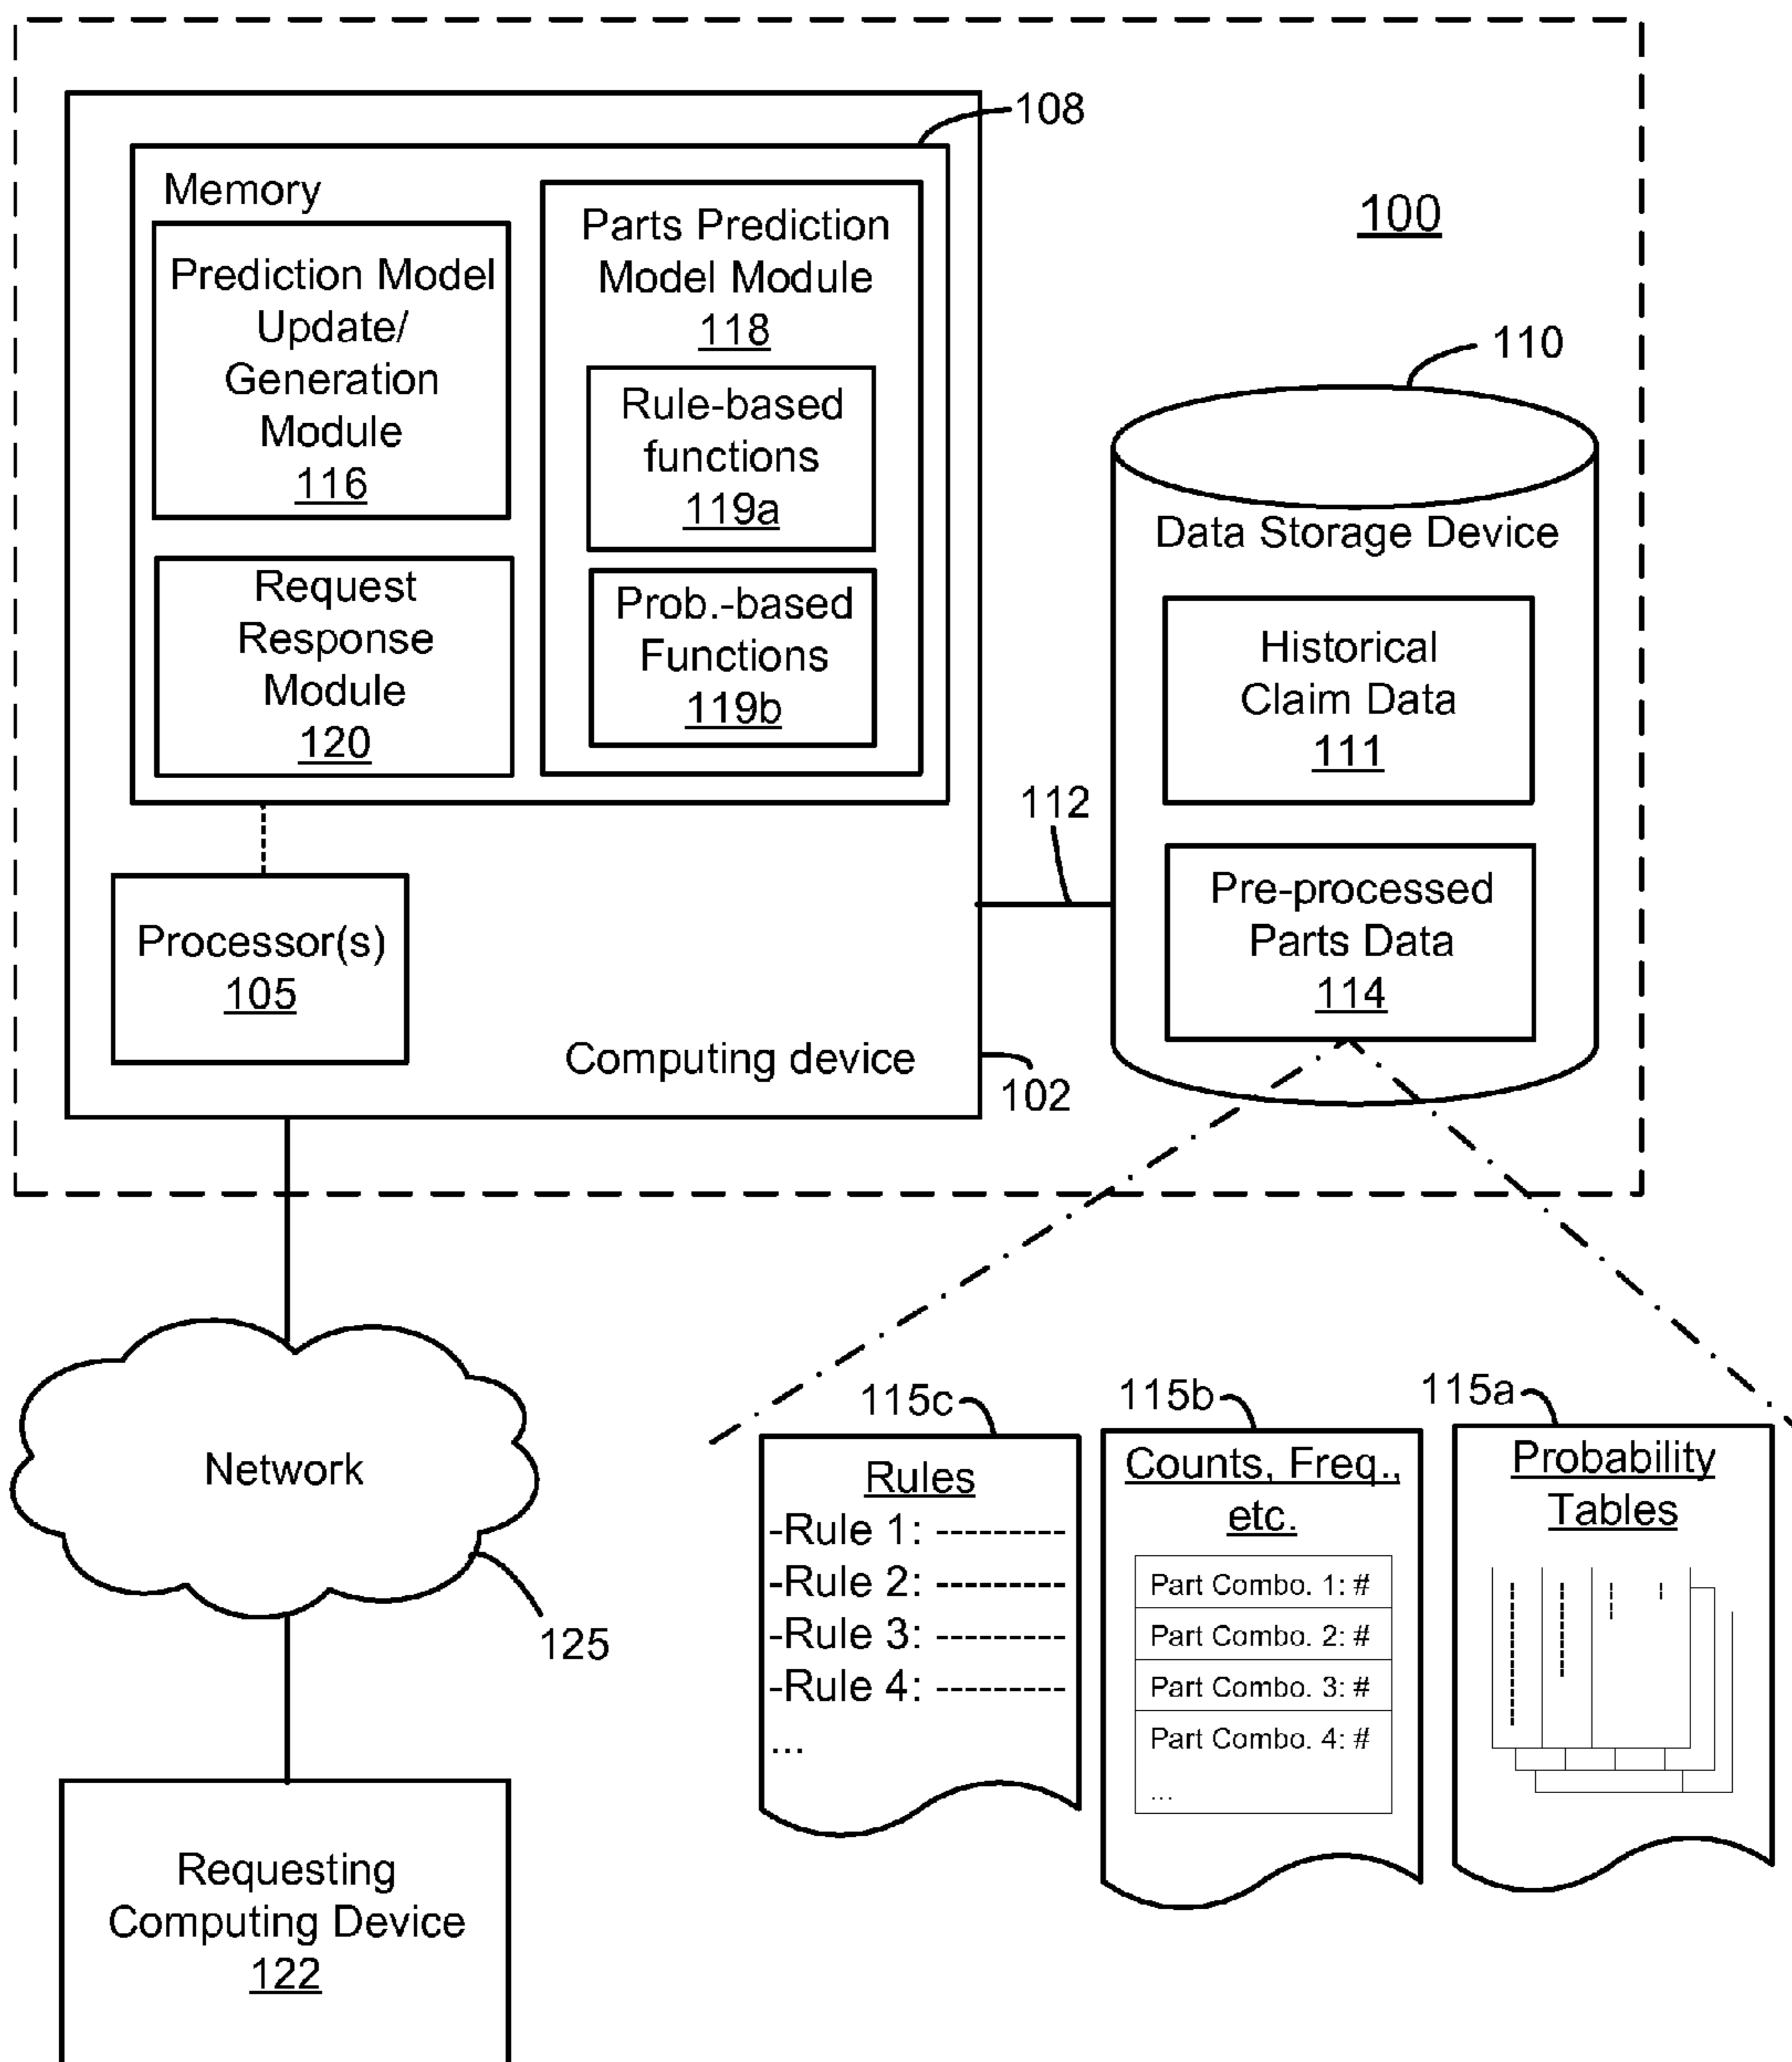 108
Memory
Prediction Model
Update/
Generation
Module
116
Parts Prediction
Model Module
118
Rule-based
functions
119a
Prob.-based
Functions
119b
Request
Response
Module
120
100
110
Data Storage Device
Historical
Claim Data
111
Pre-processed
Parts Data
114
112
Processor(s)
105
Computing device
102
Network
125
Requesting
Computing Device
122
115c
Rules
-Rule 1: ---------
-Rule 2: ---------
-Rule 3: ---------
-Rule 4: ---------
...
115b
Counts, Freq.,
etc.
Part Combo. 1: #
Part Combo. 2: #
Part Combo. 3: #
Part Combo. 4: #
...
115a
Probability
Tables